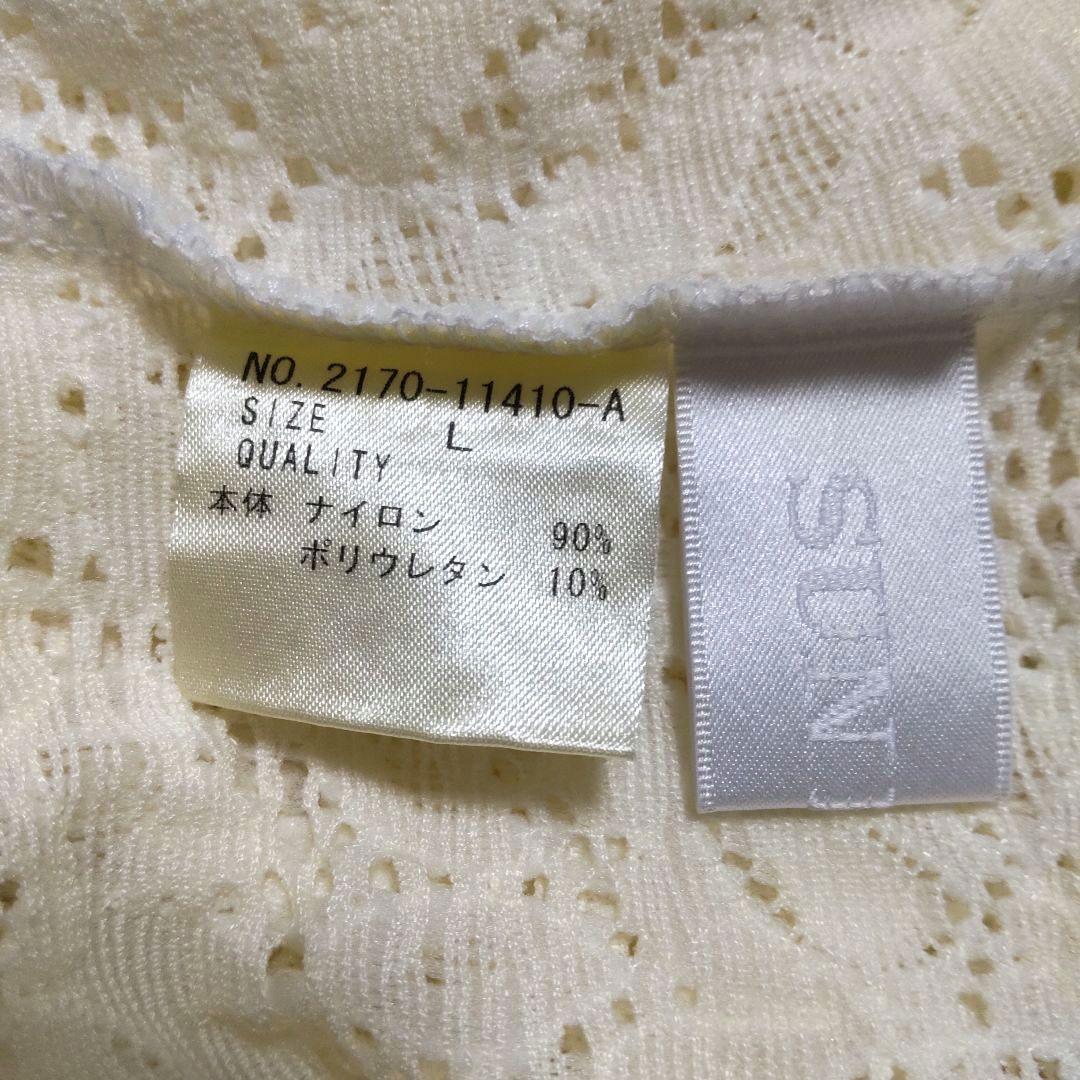 NO. 2170-11410-A
SIZE L
QUALITY
本体 ナイロン 90%
ポリウレタン 10%
SUN